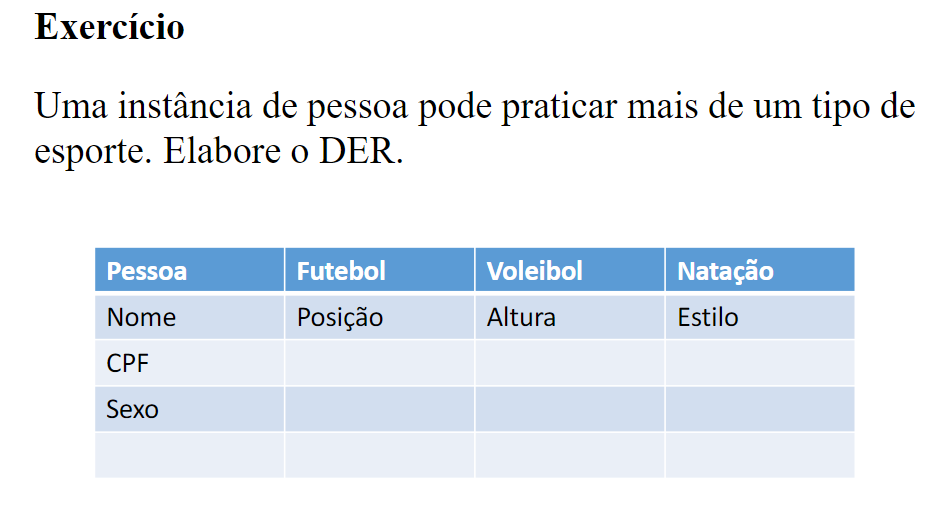 Exercício
Uma instância de pessoa pode praticar mais de um tipo de
esporte. Elabore o DER.
Pessoa Futebol Voleibol Natação
Nome Posição Altura Estilo
CPF
Sexo